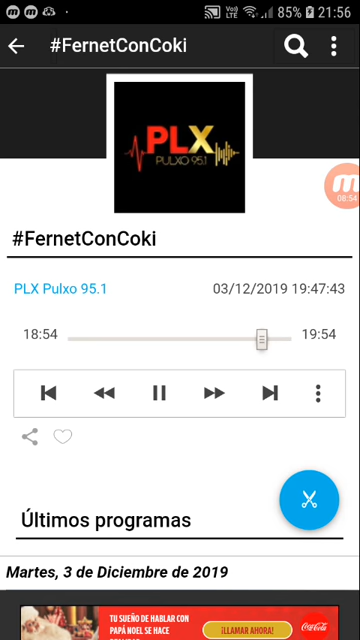 85% 21:56
#FernetConCoki
PLX
PULXO 95.1
08:54
#FernetConCoki
PLX Pulxo 95.1 03/12/2019 19:47:43
18:54 19:54
Últimos programas
Martes, 3 de Diciembre de 2019
TU SUEÑO DE HABLAR CON
PAPÁ NOEL SE HACE
¡LLAMAR AHORA!
Coca-Cola